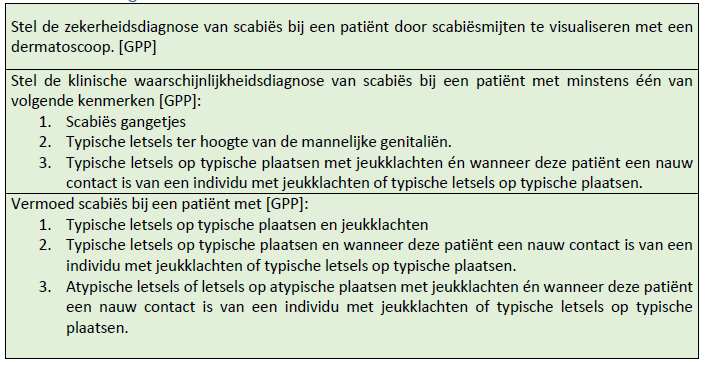 Stel de zekerheidsdiagnose van scabiës bij een patiënt door scabiësmijten te visualiseren met een
dermatoscoop. [GPP]
Stel de klinische waarschijnlijkheidsdiagnose van scabiës bij een patiënt met minstens één van
volgende kenmerken [GPP]:
1. Scabiës gangetjes
2. Typische letsels ter hoogte van de mannelijke genitaliën.
3. Typische letsels op typische plaatsen met jeukklachten én wanneer deze patiënt een nauw
contact is van een individu met jeukklachten of typische letsels op typische plaatsen.
Vermoed scabiës bij een patiënt met [GPP]:
1. Typische letsels op typische plaatsen en jeukklachten
2. Typische letsels op typische plaatsen en wanneer deze patiënt een nauw contact is van een
individu met jeukklachten of typische letsels op typische plaatsen.
3. Atypische letsels of letsels op atypische plaatsen met jeukklachten én wanneer deze patiënt
een nauw contact is van een individu met jeukklachten of typische letsels op typische
plaatsen.